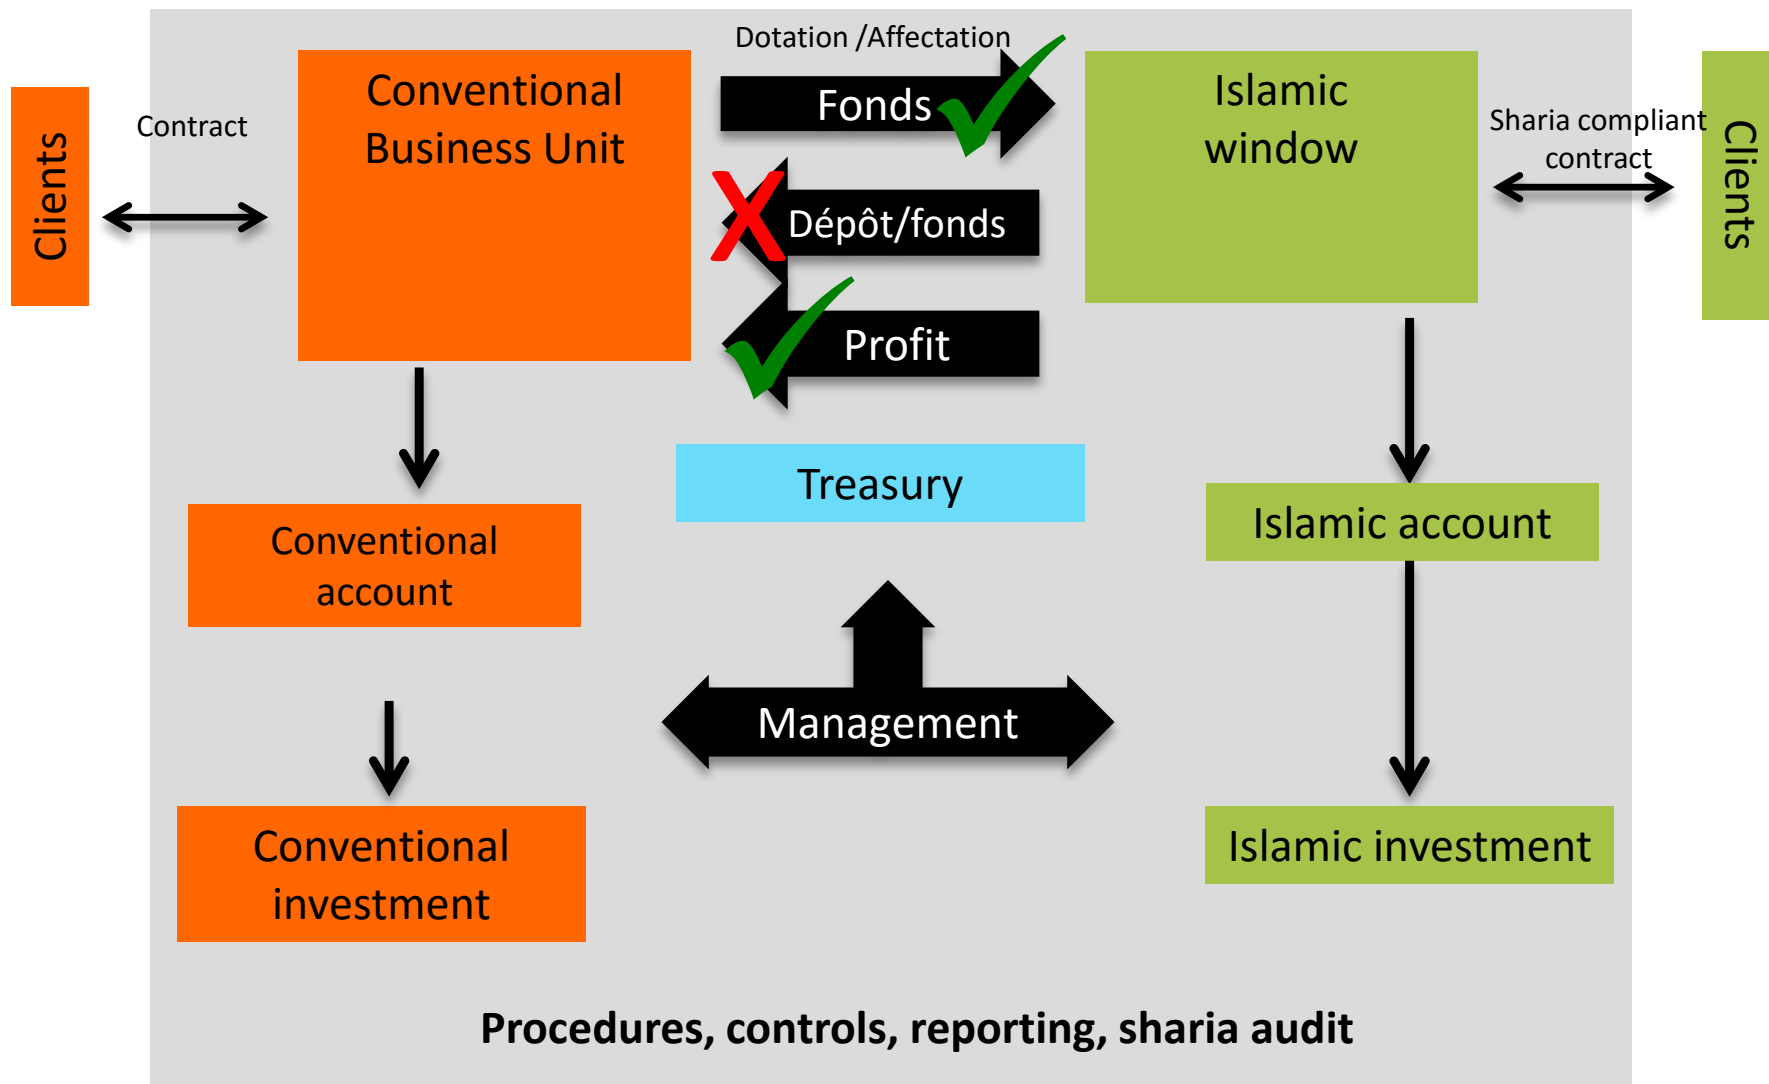 Dotation /Affectation
Conventional
Business Unit
Fonds
Islamic
window
Clients
Contract
Sharia compliant
contract
Clients
Dépôt/fonds
Profit
Treasury
Conventional
account
Islamic account
Management
Conventional
investment
Islamic investment
Procedures, controls, reporting, sharia audit